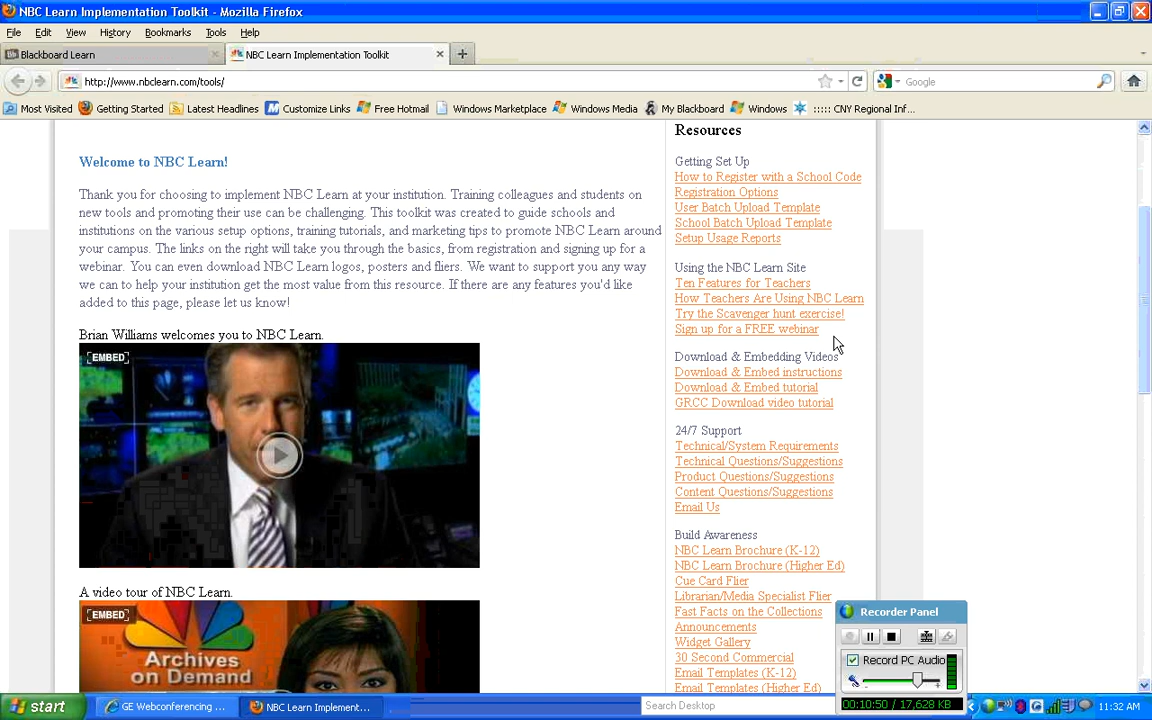 NBC Learn Implementation Toolkit - Mozilla Firefox
File Edit View History Bookmarks Tools Help
Blackboard Learn
NBC Learn Implementation Toolkit
http://www.nbclearn.com/tools/
Google
Most Visited Getting Started Latest Headlines Customize Links Free Hotmail Windows Marketplace Windows Media My Blackboard Windows ::::: CNY Regional Inf...
Welcome to NBC Learn!
Thank you for choosing to implement NBC Learn at your institution. Training colleagues and students on
new tools and promoting their use can be challenging. This toolkit was created to guide schools and
institutions on the various setup options, training tutorials, and marketing tips to promote NBC Learn around
your campus. The links on the right will take you through the basics, from registration and signing up for a
webinar. You can even download NBC Learn logos, posters and fliers. We want to support you any way
we can to help your institution get the most value from this resource. If there are any features you'd like
added to this page, please let us know!
Brian Williams welcomes you to NBC Learn.
EMBED
A video tour of NBC Learn.
EMBED
Archives
on Demand
Resources
Getting Set Up
How to Register with a School Code
Registration Options
User Batch Upload Template
School Batch Upload Template
Setup Usage Reports
Using the NBC Learn Site
Ten Features for Teachers
How Teachers Are Using NBC Learn
Try the Scavenger hunt exercise!
Sign up for a FREE webinar
Download & Embedding Videos
Download & Embed instructions
Download & Embed tutorial
GRCC Download video tutorial
24/7 Support
Technical/System Requirements
Technical Questions/Suggestions
Product Questions/Suggestions
Content Questions/Suggestions
Email Us
Build Awareness
NBC Learn Brochure (K-12)
NBC Learn Brochure (Higher Ed)
Cue Card Flier
Librarian/Media Specialist Flier
Fast Facts on the Collections
Announcements
Widget Gallery
30 Second Commercial
Email Templates (K-12)
Email Templates (Higher Ed)
Recorder Panel
Record PC Audio
00:10:50 / 17,628 KB
start
GE Webconferencing ...
NBC Learn Implement...
Search Desktop
11:32 AM